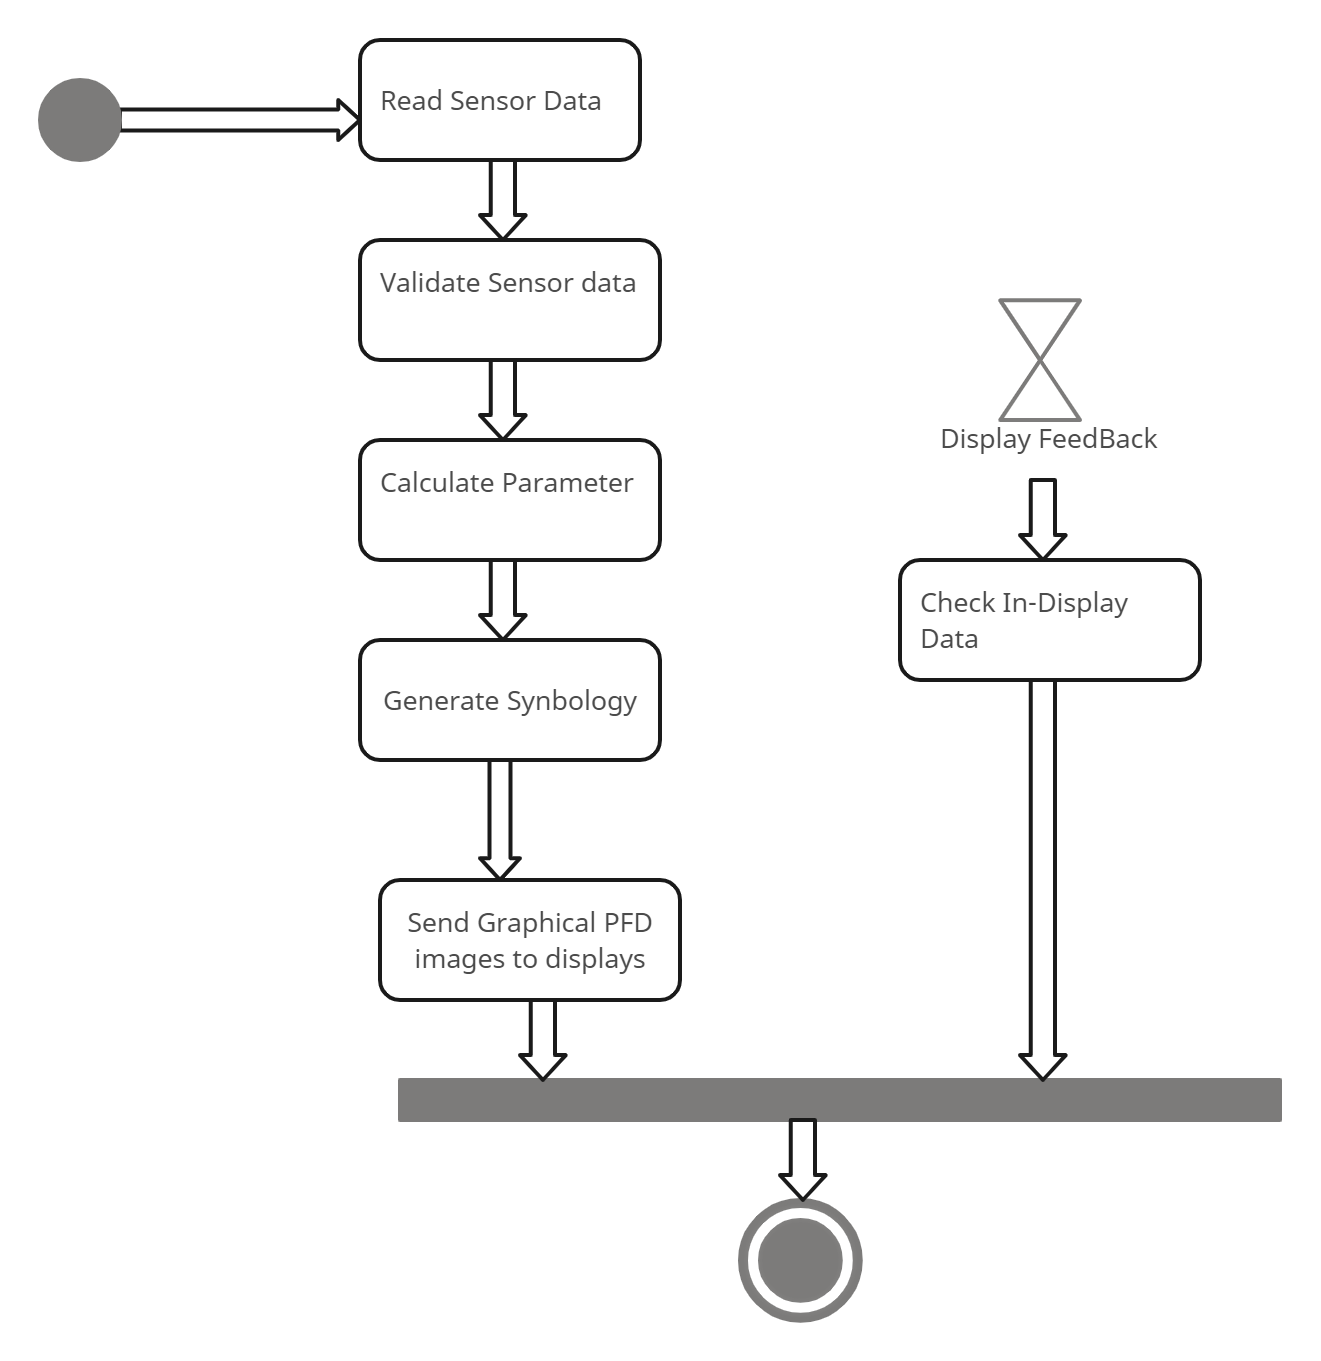 Read Sensor Data
Validate Sensor data
Calculate Parameter
Generate Synbology
Send Graphical PFD
images to displays
Display FeedBack
Check In-Display
Data